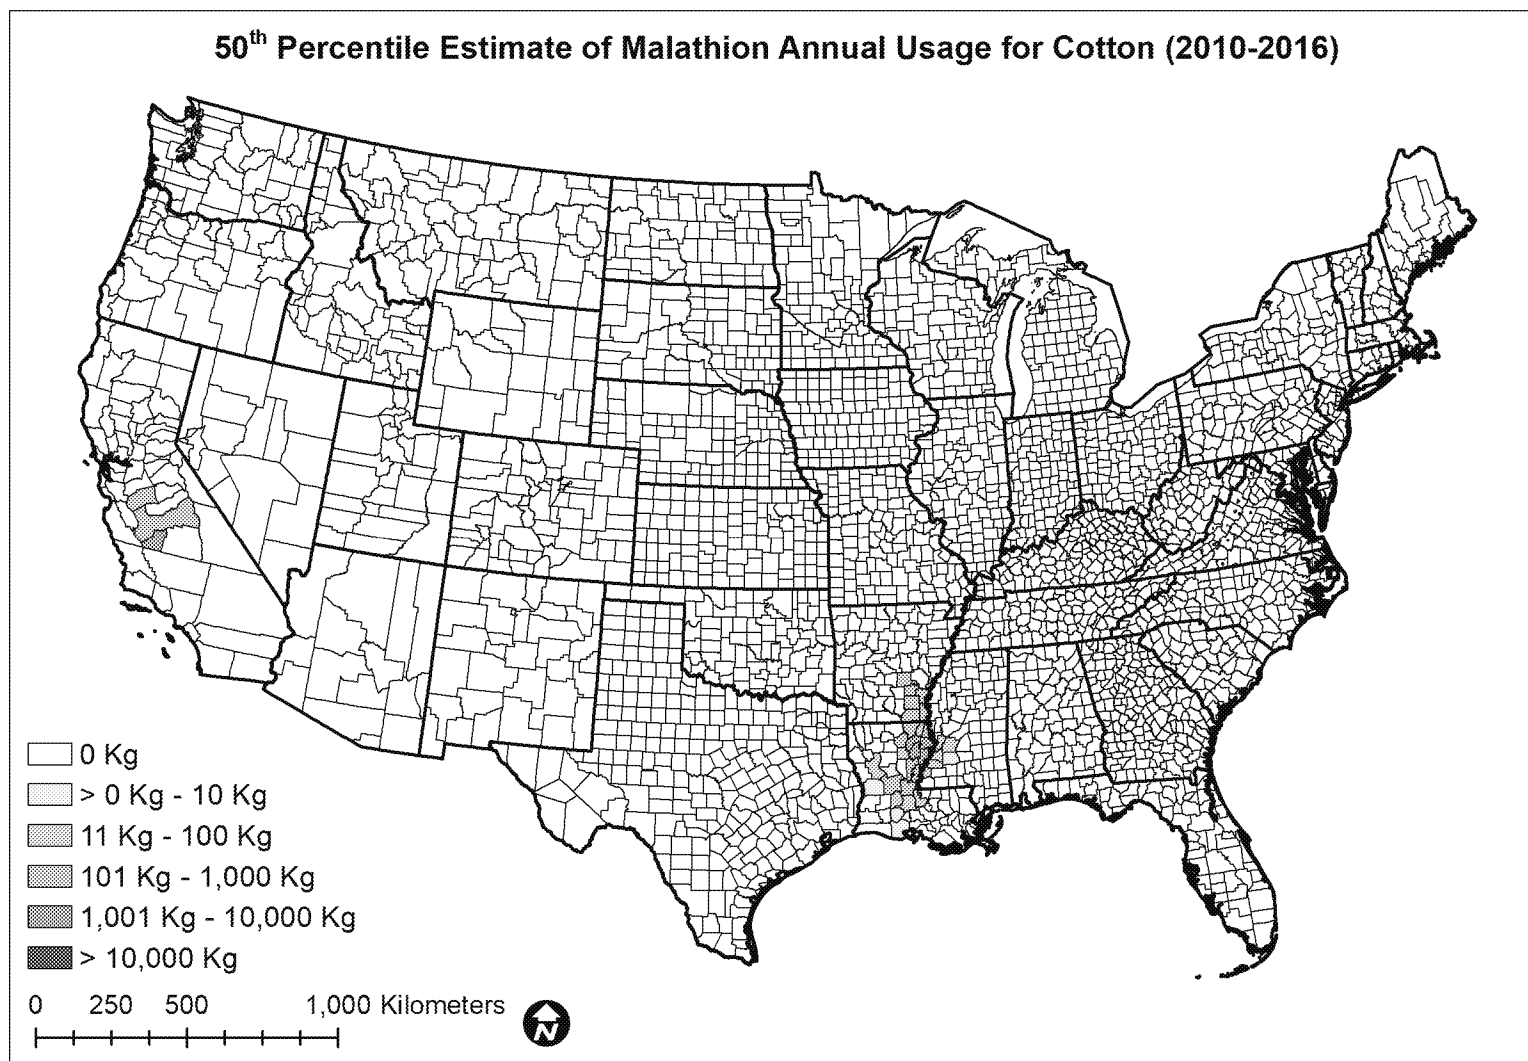 50th Percentile Estimate of Malathion Annual Usage for Cotton (2010-2016)
0 Kg
> 0 Kg - 10 Kg
11 Kg - 100 Kg
101 Kg - 1,000 Kg
1,001 Kg - 10,000 Kg
> 10,000 Kg
0 250 500 1,000 Kilometers
N